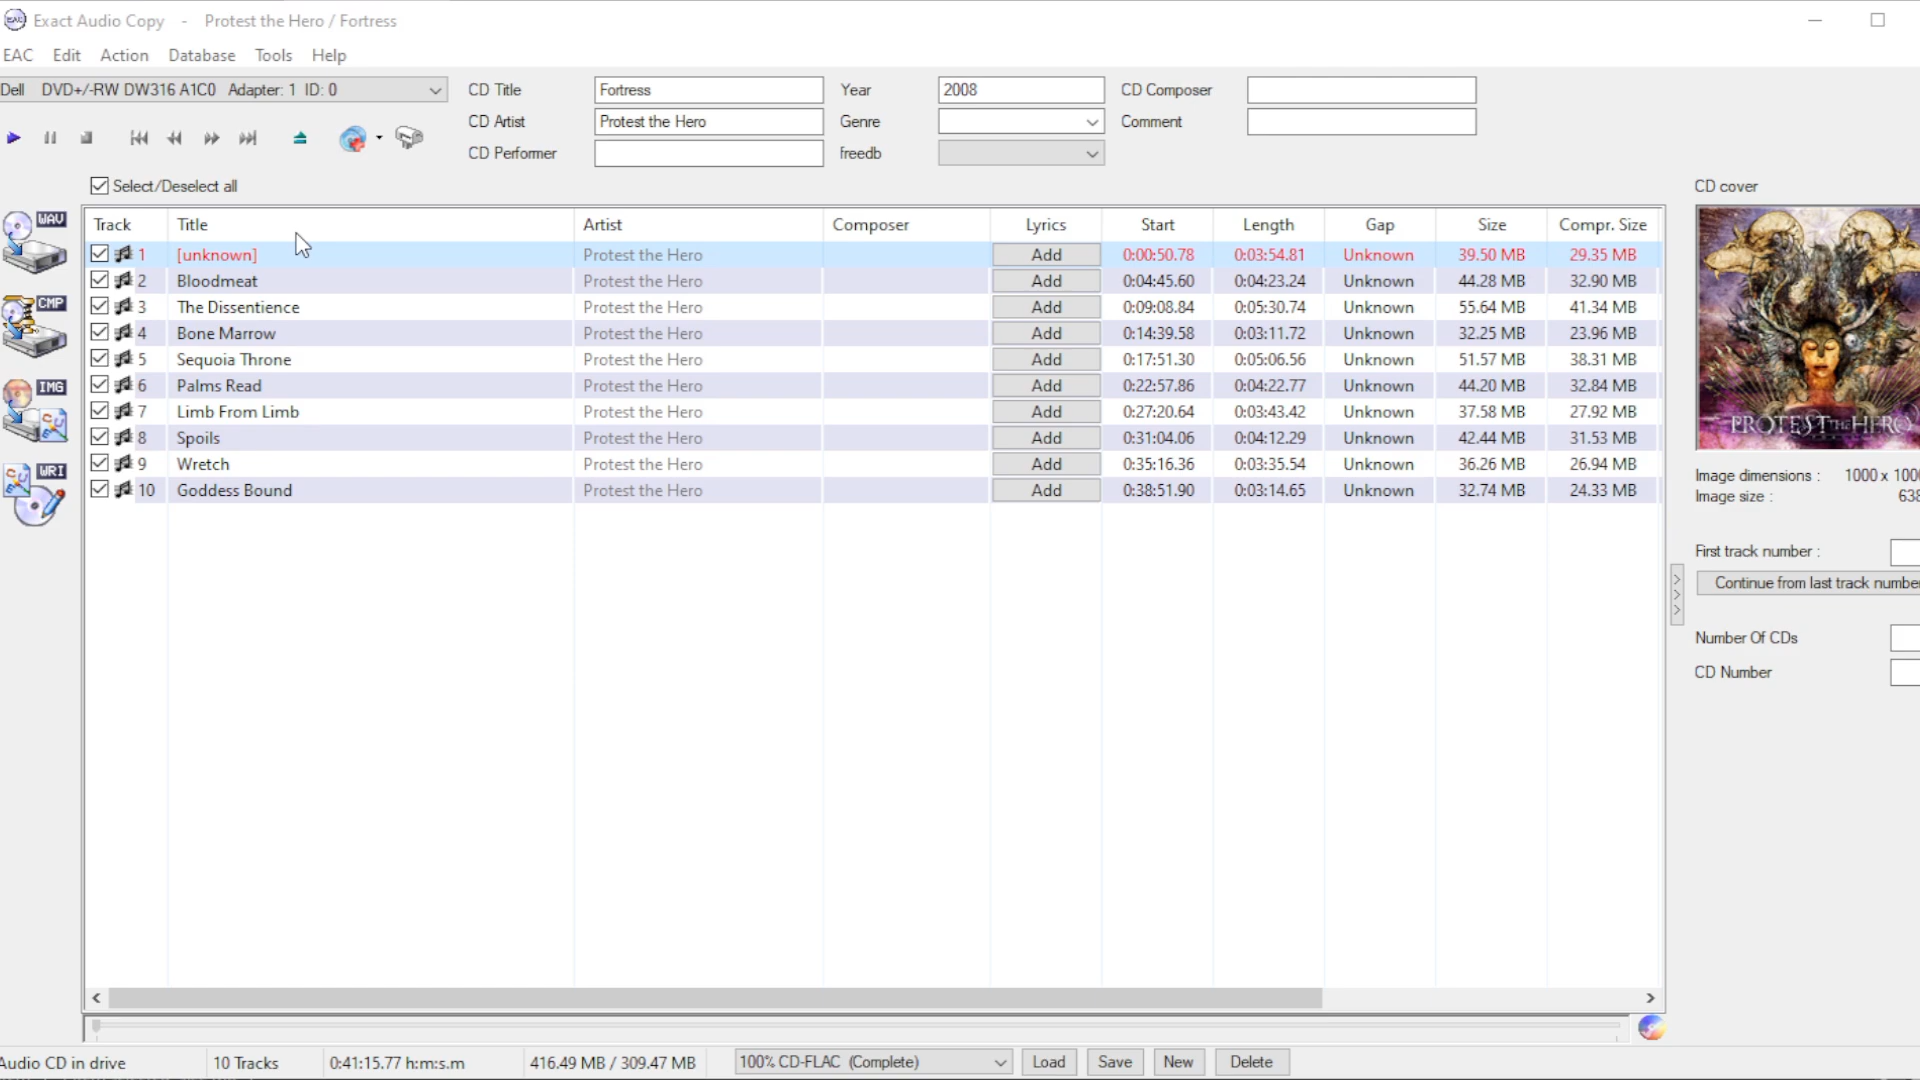 Exact Audio Copy - Protest the Hero / Fortress
EAC Edit Action Database Tools Help
Dell DVD+/-RW DW316 A1C0 Adapter: 1 ID: 0
CD Title Fortress Year 2008 CD Composer
CD Artist Protest the Hero Genre Comment
CD Performer freedb
Select/Deselect all
CD cover
WAV
CMP
IMG
WRI
Track Title Artist Composer Lyrics Start Length Gap Size Compr. Size
1 [unknown] Protest the Hero Add 0:00:50.78 0:03:54.81 Unknown 39.50 MB 29.35 MB
2 Bloodmeat Protest the Hero Add 0:04:45.60 0:04:23.24 Unknown 44.28 MB 32.90 MB
3 The Dissentience Protest the Hero Add 0:09:08.84 0:05:30.74 Unknown 55.64 MB 41.34 MB
4 Bone Marrow Protest the Hero Add 0:14:39.58 0:03:11.72 Unknown 32.25 MB 23.96 MB
5 Sequoia Throne Protest the Hero Add 0:17:51.30 0:05:06.56 Unknown 51.57 MB 38.31 MB
6 Palms Read Protest the Hero Add 0:22:57.86 0:04:22.77 Unknown 44.20 MB 32.84 MB
7 Limb From Limb Protest the Hero Add 0:27:20.64 0:03:43.42 Unknown 37.58 MB 27.92 MB
8 Spoils Protest the Hero Add 0:31:04.06 0:04:12.29 Unknown 42.44 MB 31.53 MB
9 Wretch Protest the Hero Add 0:35:16.36 0:03:35.54 Unknown 36.26 MB 26.94 MB
10 Goddess Bound Protest the Hero Add 0:38:51.90 0:03:14.65 Unknown 32.74 MB 24.33 MB
PROTEST THE HERO
Image dimensions : 1000 x 100
Image size : 638
First track number :
Continue from last track number
Number Of CDs
CD Number
Audio CD in drive 10 Tracks 0:41:15.77 h:m:s.m 416.49 MB / 309.47 MB 100% CD-FLAC (Complete) Load Save New Delete